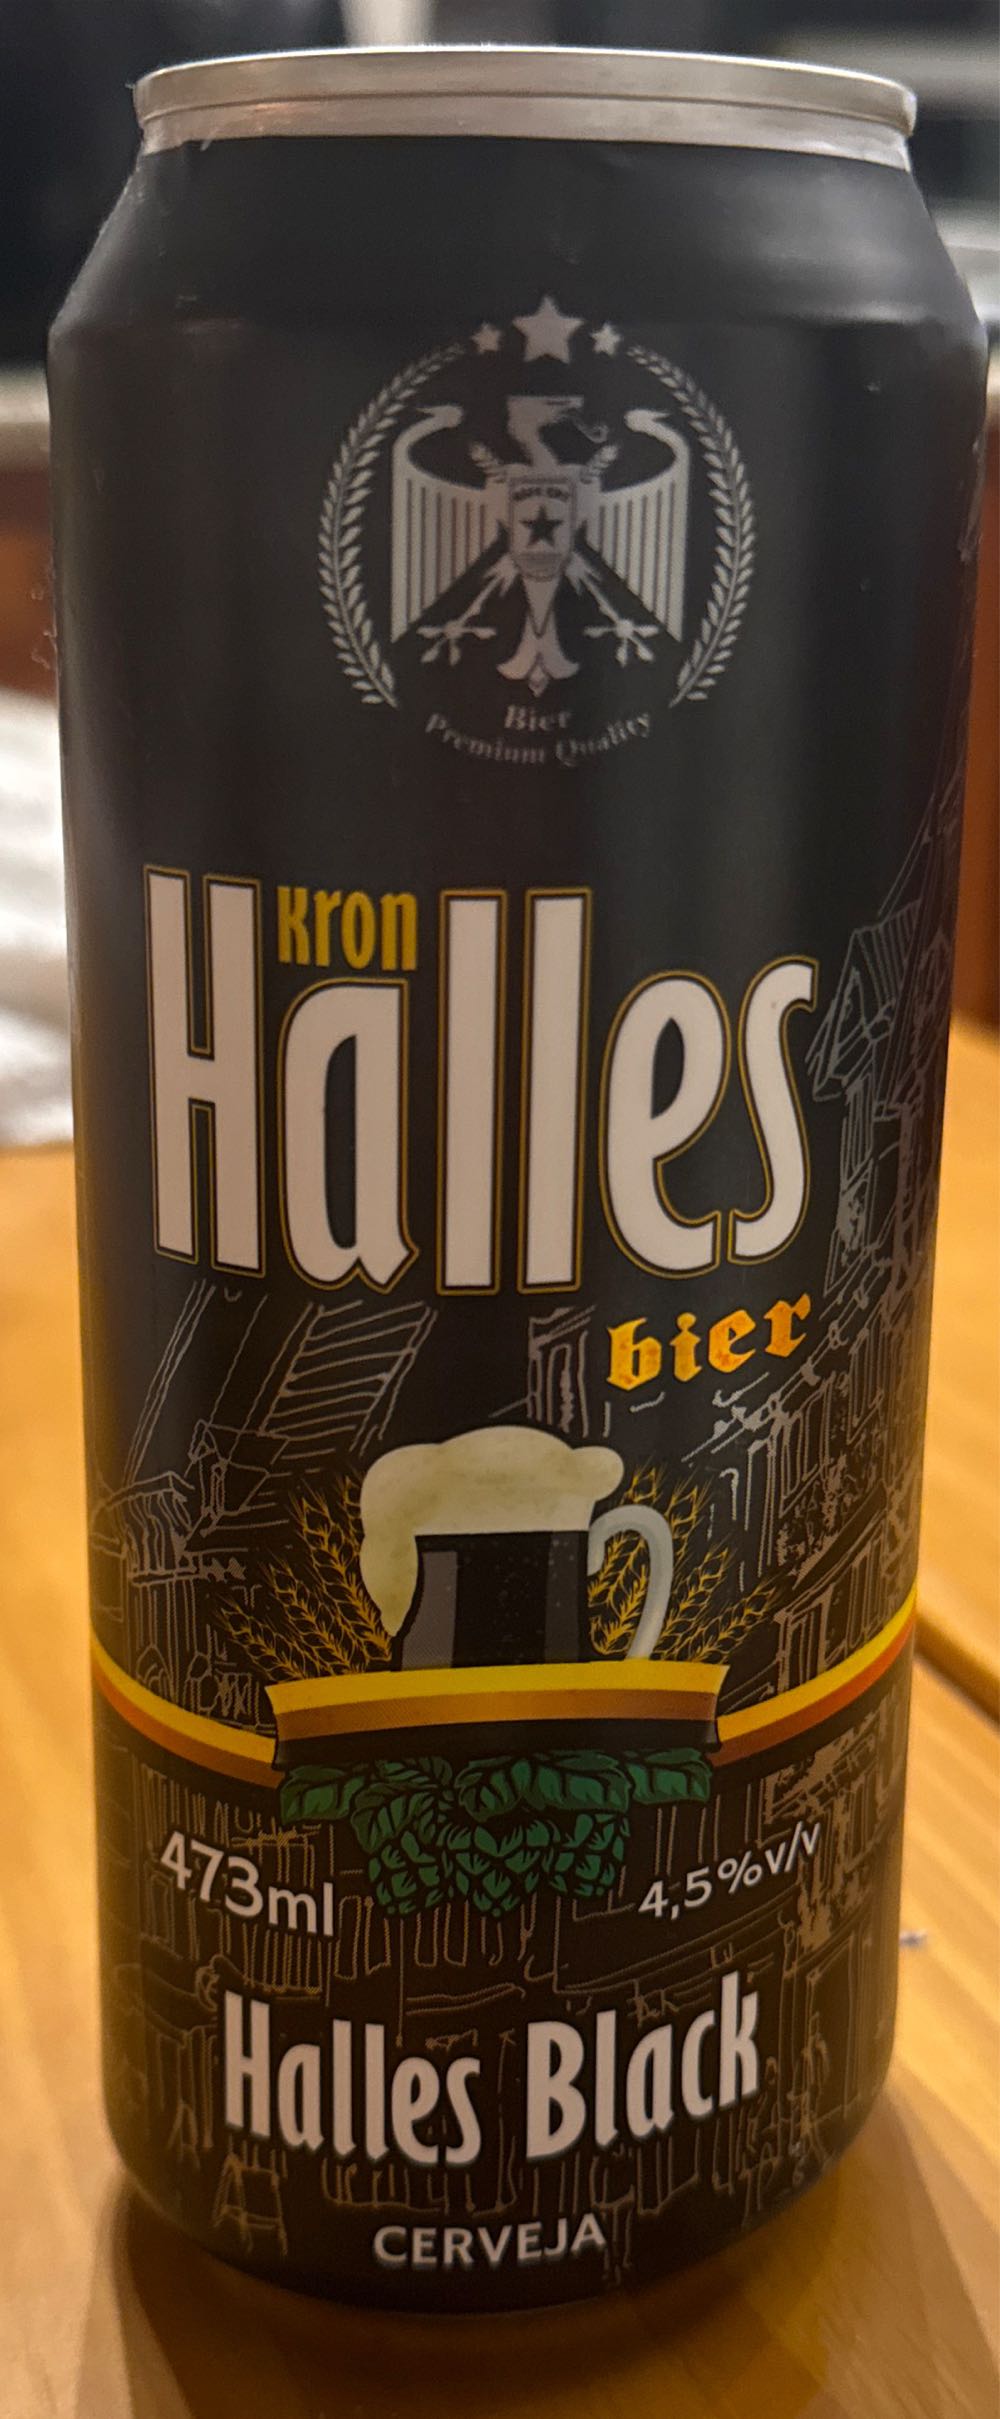 Bier
Premium Quality
Kron
Halles
bier
473ml
4,5%v/v
Halles Black
CERVEJA